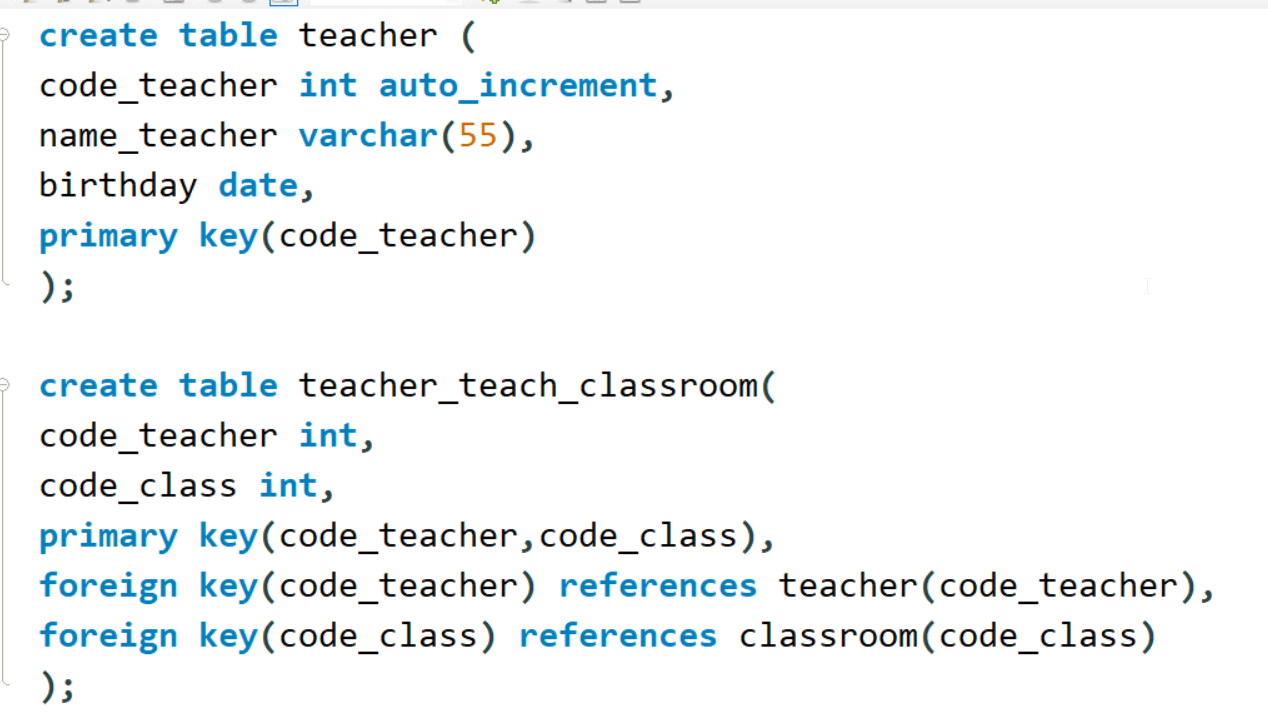 create table teacher (
code_teacher int auto_increment,
name_teacher varchar(55),
birthday date,
primary key(code_teacher)
);
create table teacher_teach_classroom(
code_teacher int,
code_class int,
primary key(code_teacher,code_class),
foreign key(code_teacher) references teacher(code_teacher),
foreign key(code_class) references classroom(code_class)
);